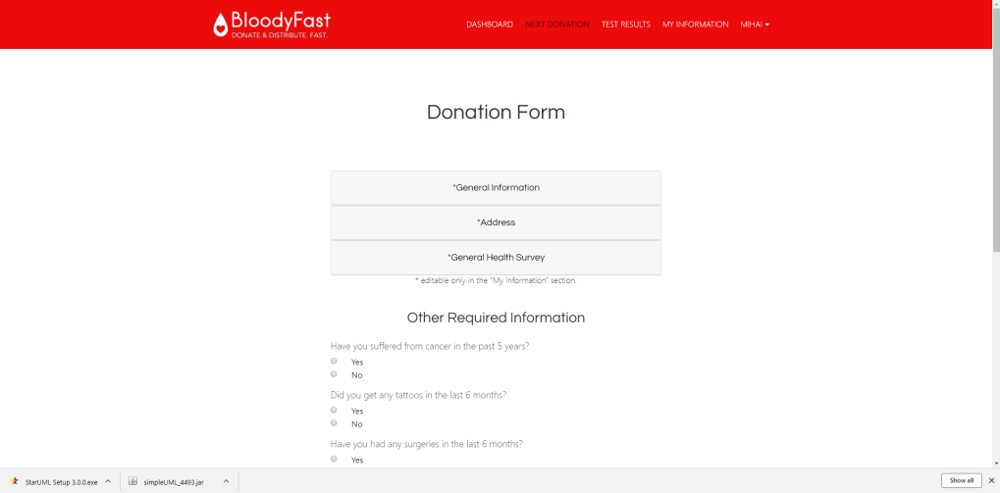 BloodyFast
DONATE & DISTRIBUTE. FAST.
DASHBOARD NEXT DONATION TEST RESULTS MY INFORMATION MIHAI
Donation Form
*General Information
*Address
*General Health Survey
* editable only in the "My Information" section.
Other Required Information
Have you suffered from cancer in the past 5 years?
Yes
No
Did you get any tattoos in the last 6 months?
Yes
No
Have you had any surgeries in the last 6 months?
Yes
StarUML Setup 3.0.0.exe simpleUML_4493.jar Show all